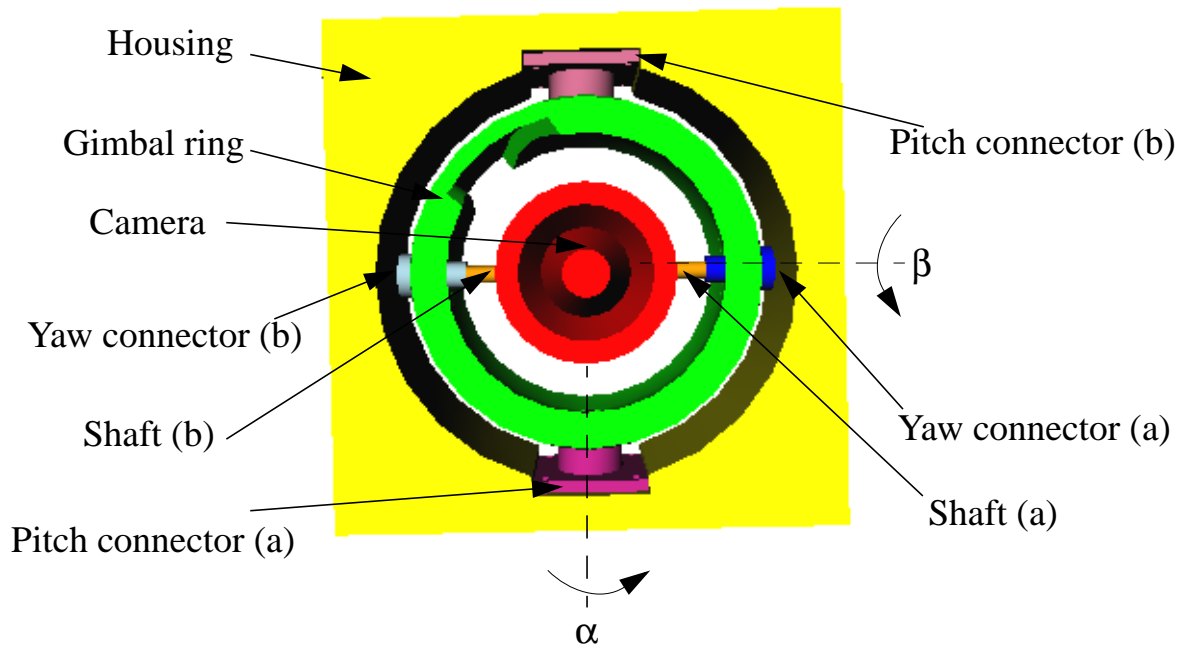 Housing
Pitch connector (b)
Gimbal ring
Camera
β
Yaw connector (b)
Yaw connector (a)
Shaft (b)
Shaft (a)
Pitch connector (a)
α